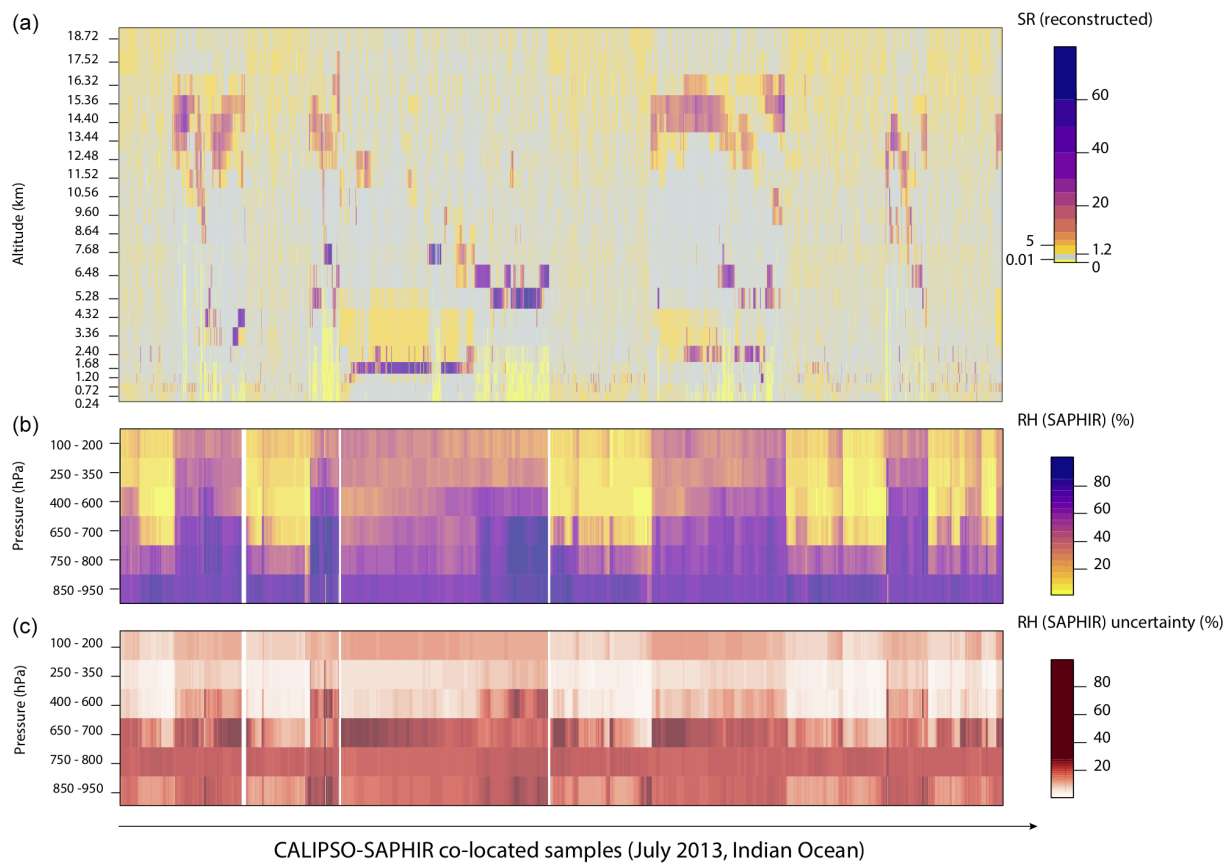 (a)
SR (reconstructed)
18.72
17.52
16.32
15.36
14.40
13.44
12.48
11.52
10.56
9.60
8.64
7.68
6.48
5.28
4.32
3.36
2.40
1.68
1.20
0.72
0.24
Altitude (km)
60
40
20
5
1.2
0.01
0
(b)
RH (SAPHIR) (%)
100 - 200
250 - 350
400 - 600
650 - 700
750 - 800
850 -950
Pressure (hPa)
80
60
40
20
(c)
RH (SAPHIR) uncertainty (%)
100 - 200
250 - 350
400 - 600
650 - 700
750 - 800
850 -950
Pressure (hPa)
80
60
40
20
CALIPSO-SAPHIR co-located samples (July 2013, Indian Ocean)